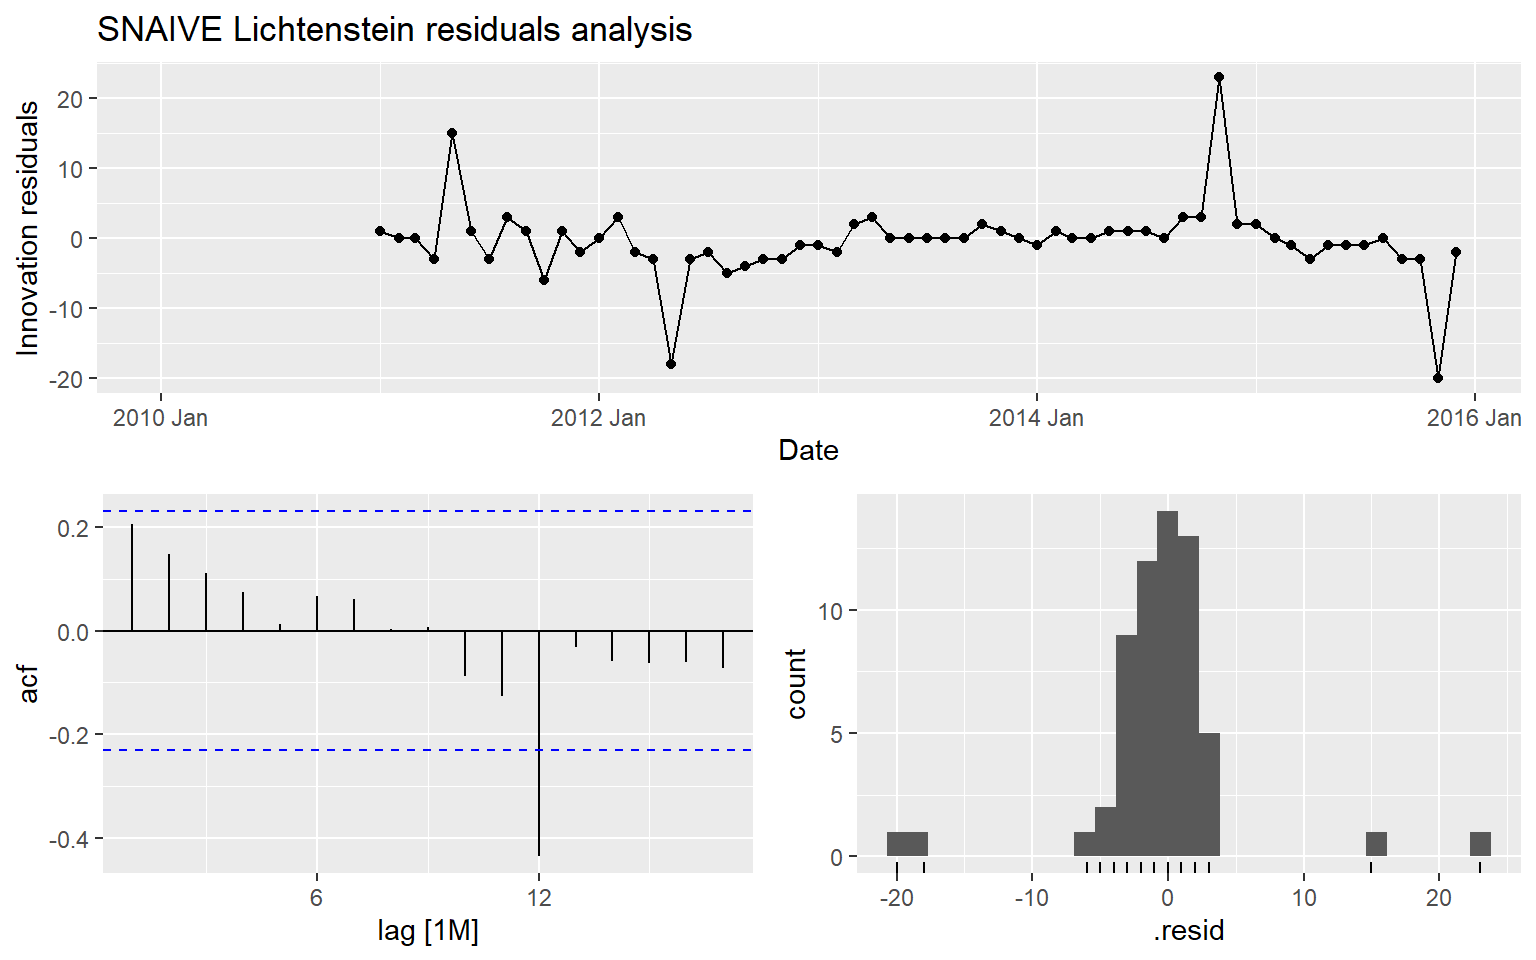 SNAIVE Lichtenstein residuals analysis
Innovation residuals
20
10
0
-10
-20
2010 Jan
2012 Jan
2014 Jan
2016 Jan
Date
acf
0.2
0.0
-0.2
-0.4
6
12
lag [1M]
count
10
5
0
-20
-10
0
10
20
.resid